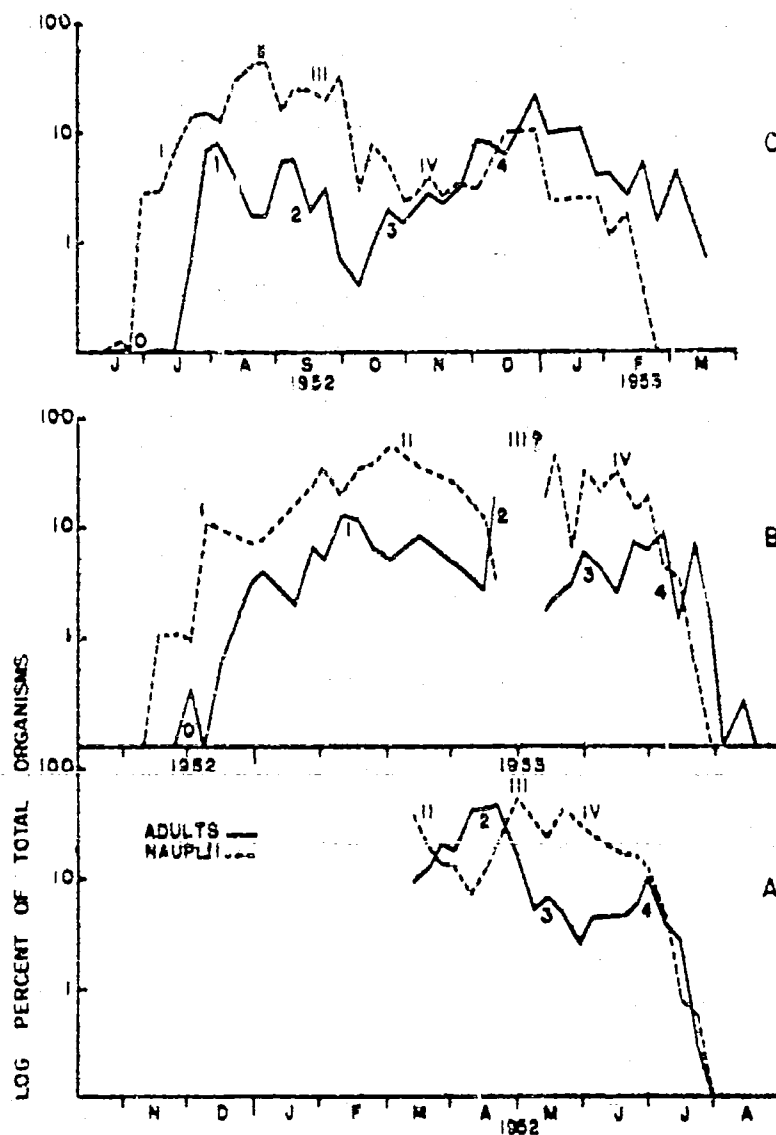 100
10
1
I
II
III
IV
0
1
2
3
4
C
J J A S O N D J F M
1952 1953
100
10
1
I
II
III?
IV
0
1
2
3
4
B
1952 1953
LOG PERCENT OF TOTAL ORGANISMS
100
10
1
ADULTS
NAUPLII
II
III
IV
2
3
4
A
N D J F M A M J J A
1952